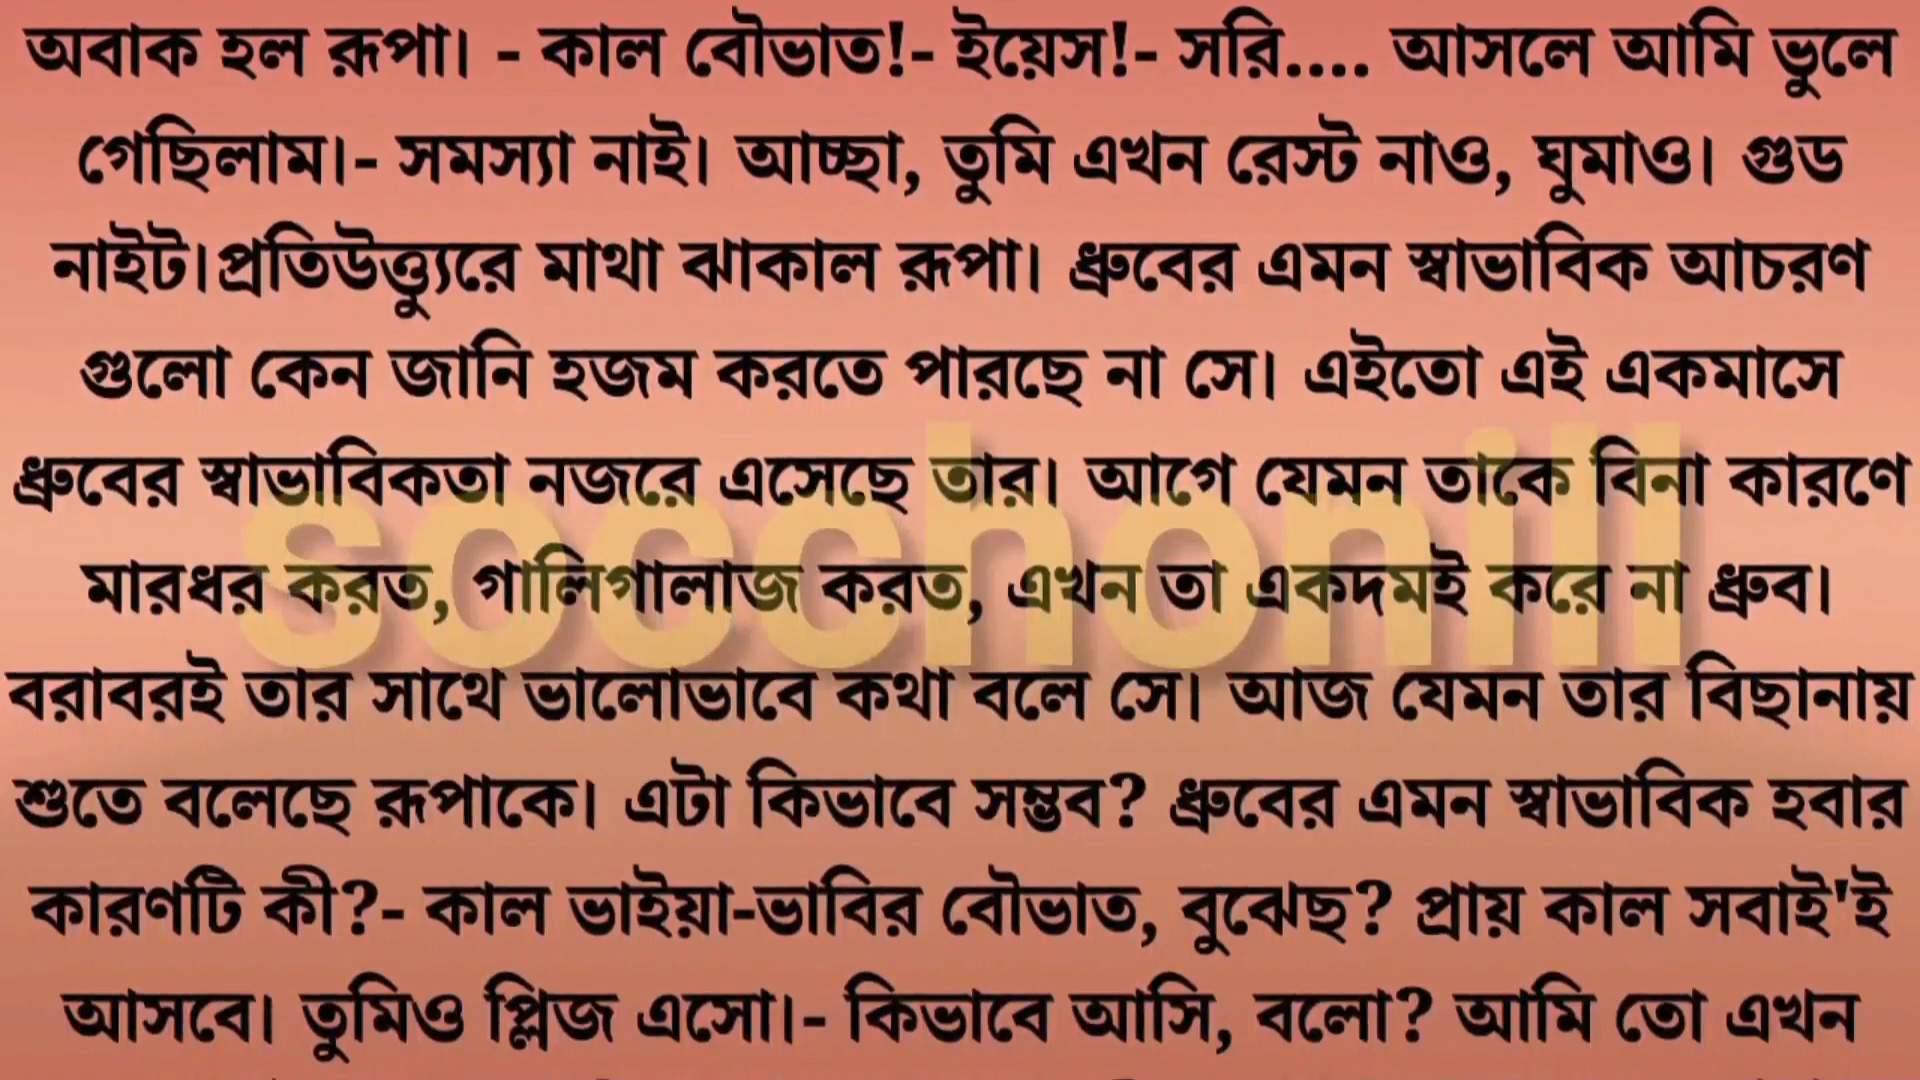 অবাক হল রূপা। - কাল বৌভাত!- ইয়েস!- সরি.... আসলে আমি ভুলে
গেছিলাম।- সমস্যা নাই। আচ্ছা, তুমি এখন রেস্ট নাও, ঘুমাও। গুড
নাইট।প্রতিউত্ত্যুরে মাথা ঝাকাল রূপা। ধ্রুবের এমন স্বাভাবিক আচরণ
গুলো কেন জানি হজম করতে পারছে না সে। এইতো এই একমাসে
ধ্রুবের স্বাভাবিকতা নজরে এসেছে তার। আগে যেমন তাকে বিনা কারণে
মারধর করত, গালিগালাজ করত, এখন তা একদমই করে না ধ্রুব।
বরাবরই তার সাথে ভালোভাবে কথা বলে সে। আজ যেমন তার বিছানায়
শুতে বলেছে রূপাকে। এটা কিভাবে সম্ভব? ধ্রুবের এমন স্বাভাবিক হবার
কারণটি কী?- কাল ভাইয়া-ভাবির বৌভাত, বুঝেছ? প্রায় কাল সবাই'ই
আসবে। তুমিও প্লিজ এসো।- কিভাবে আসি, বলো? আমি তো এখন
socchonill